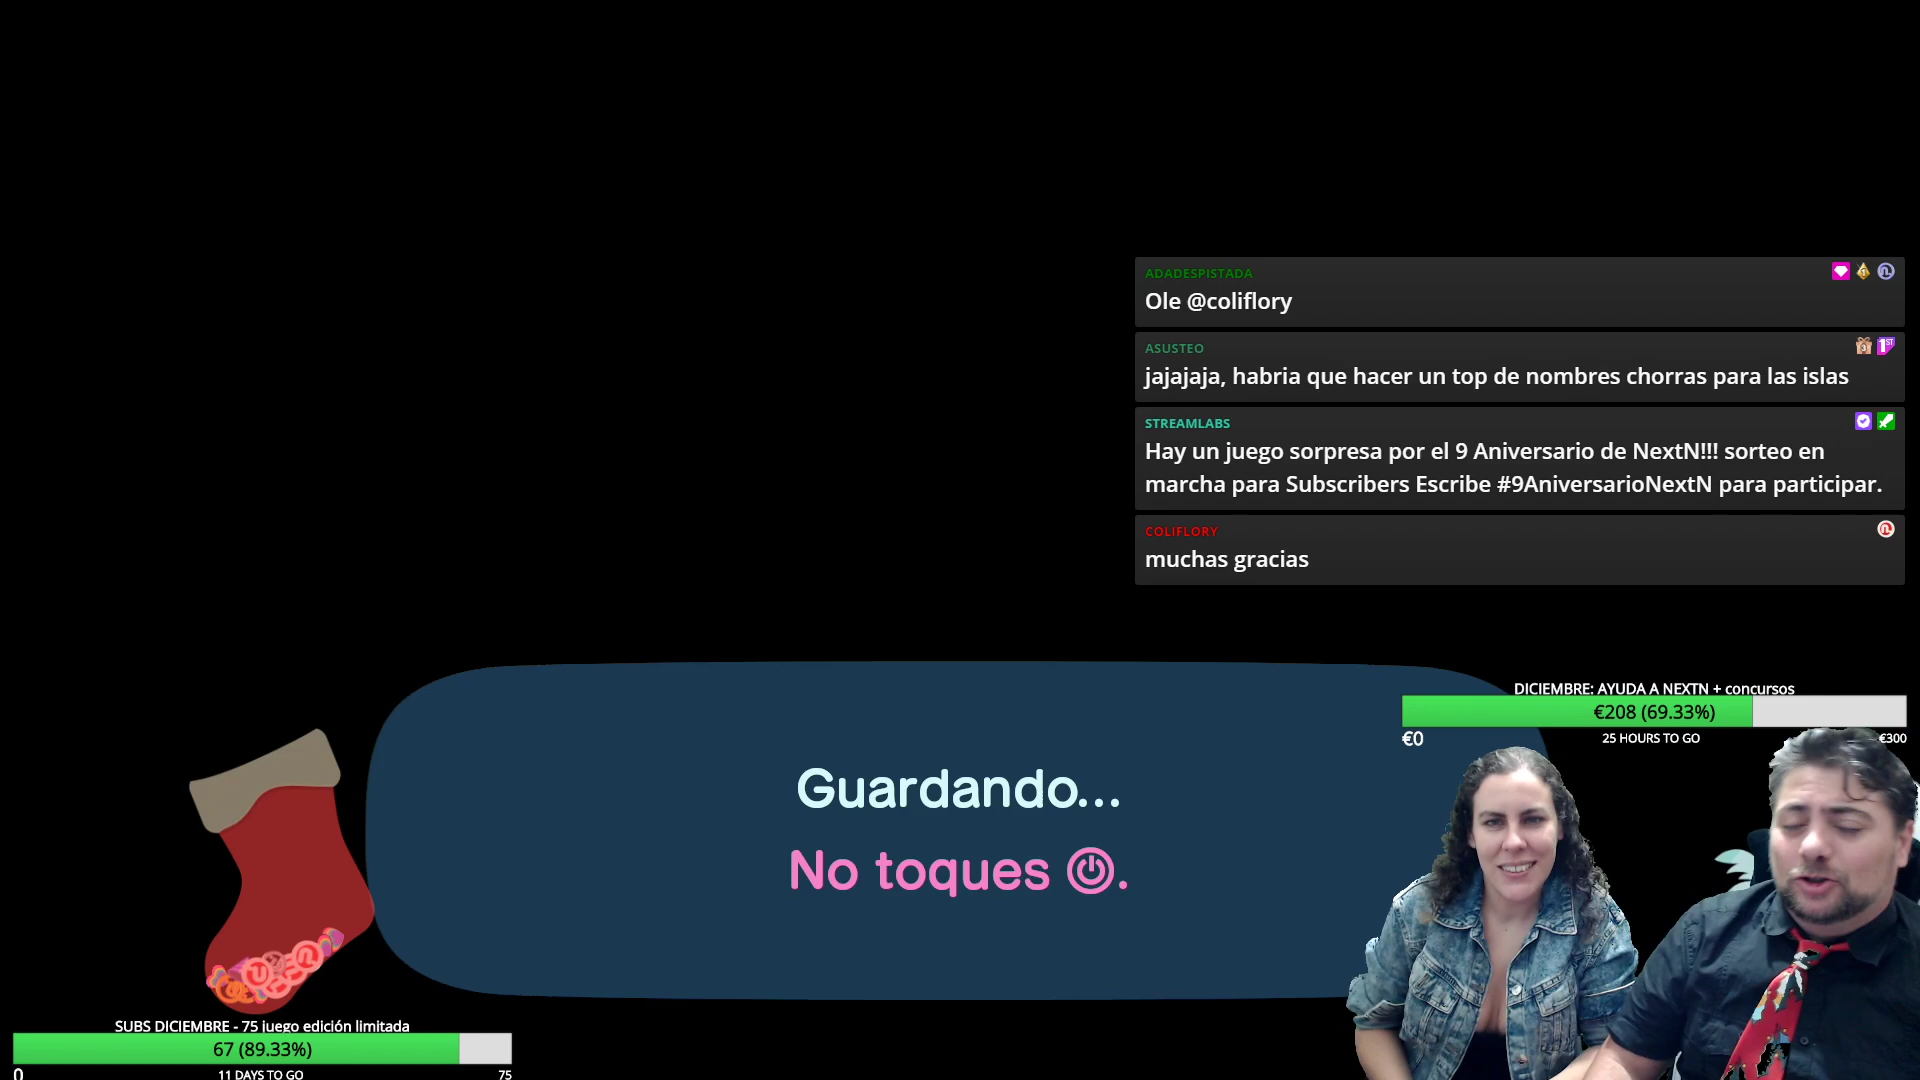 ADADESPISTADA
Ole @coliflory
ASUSTEO
jajajaja, habria que hacer un top de nombres chorras para las islas
STREAMLABS
Hay un juego sorpresa por el 9 Aniversario de NextN!!! sorteo en
marcha para Subscribers Escribe #9AniversarioNextN para participar.
COLIFLORY
muchas gracias
DICIEMBRE: AYUDA A NEXTN + concursos
€208 (69.33%)
€0
25 HOURS TO GO
€300
Guardando...
No toques ⏻.
SUBS DICIEMBRE - 75 juego edición limitada
67 (89.33%)
0
11 DAYS TO GO
75